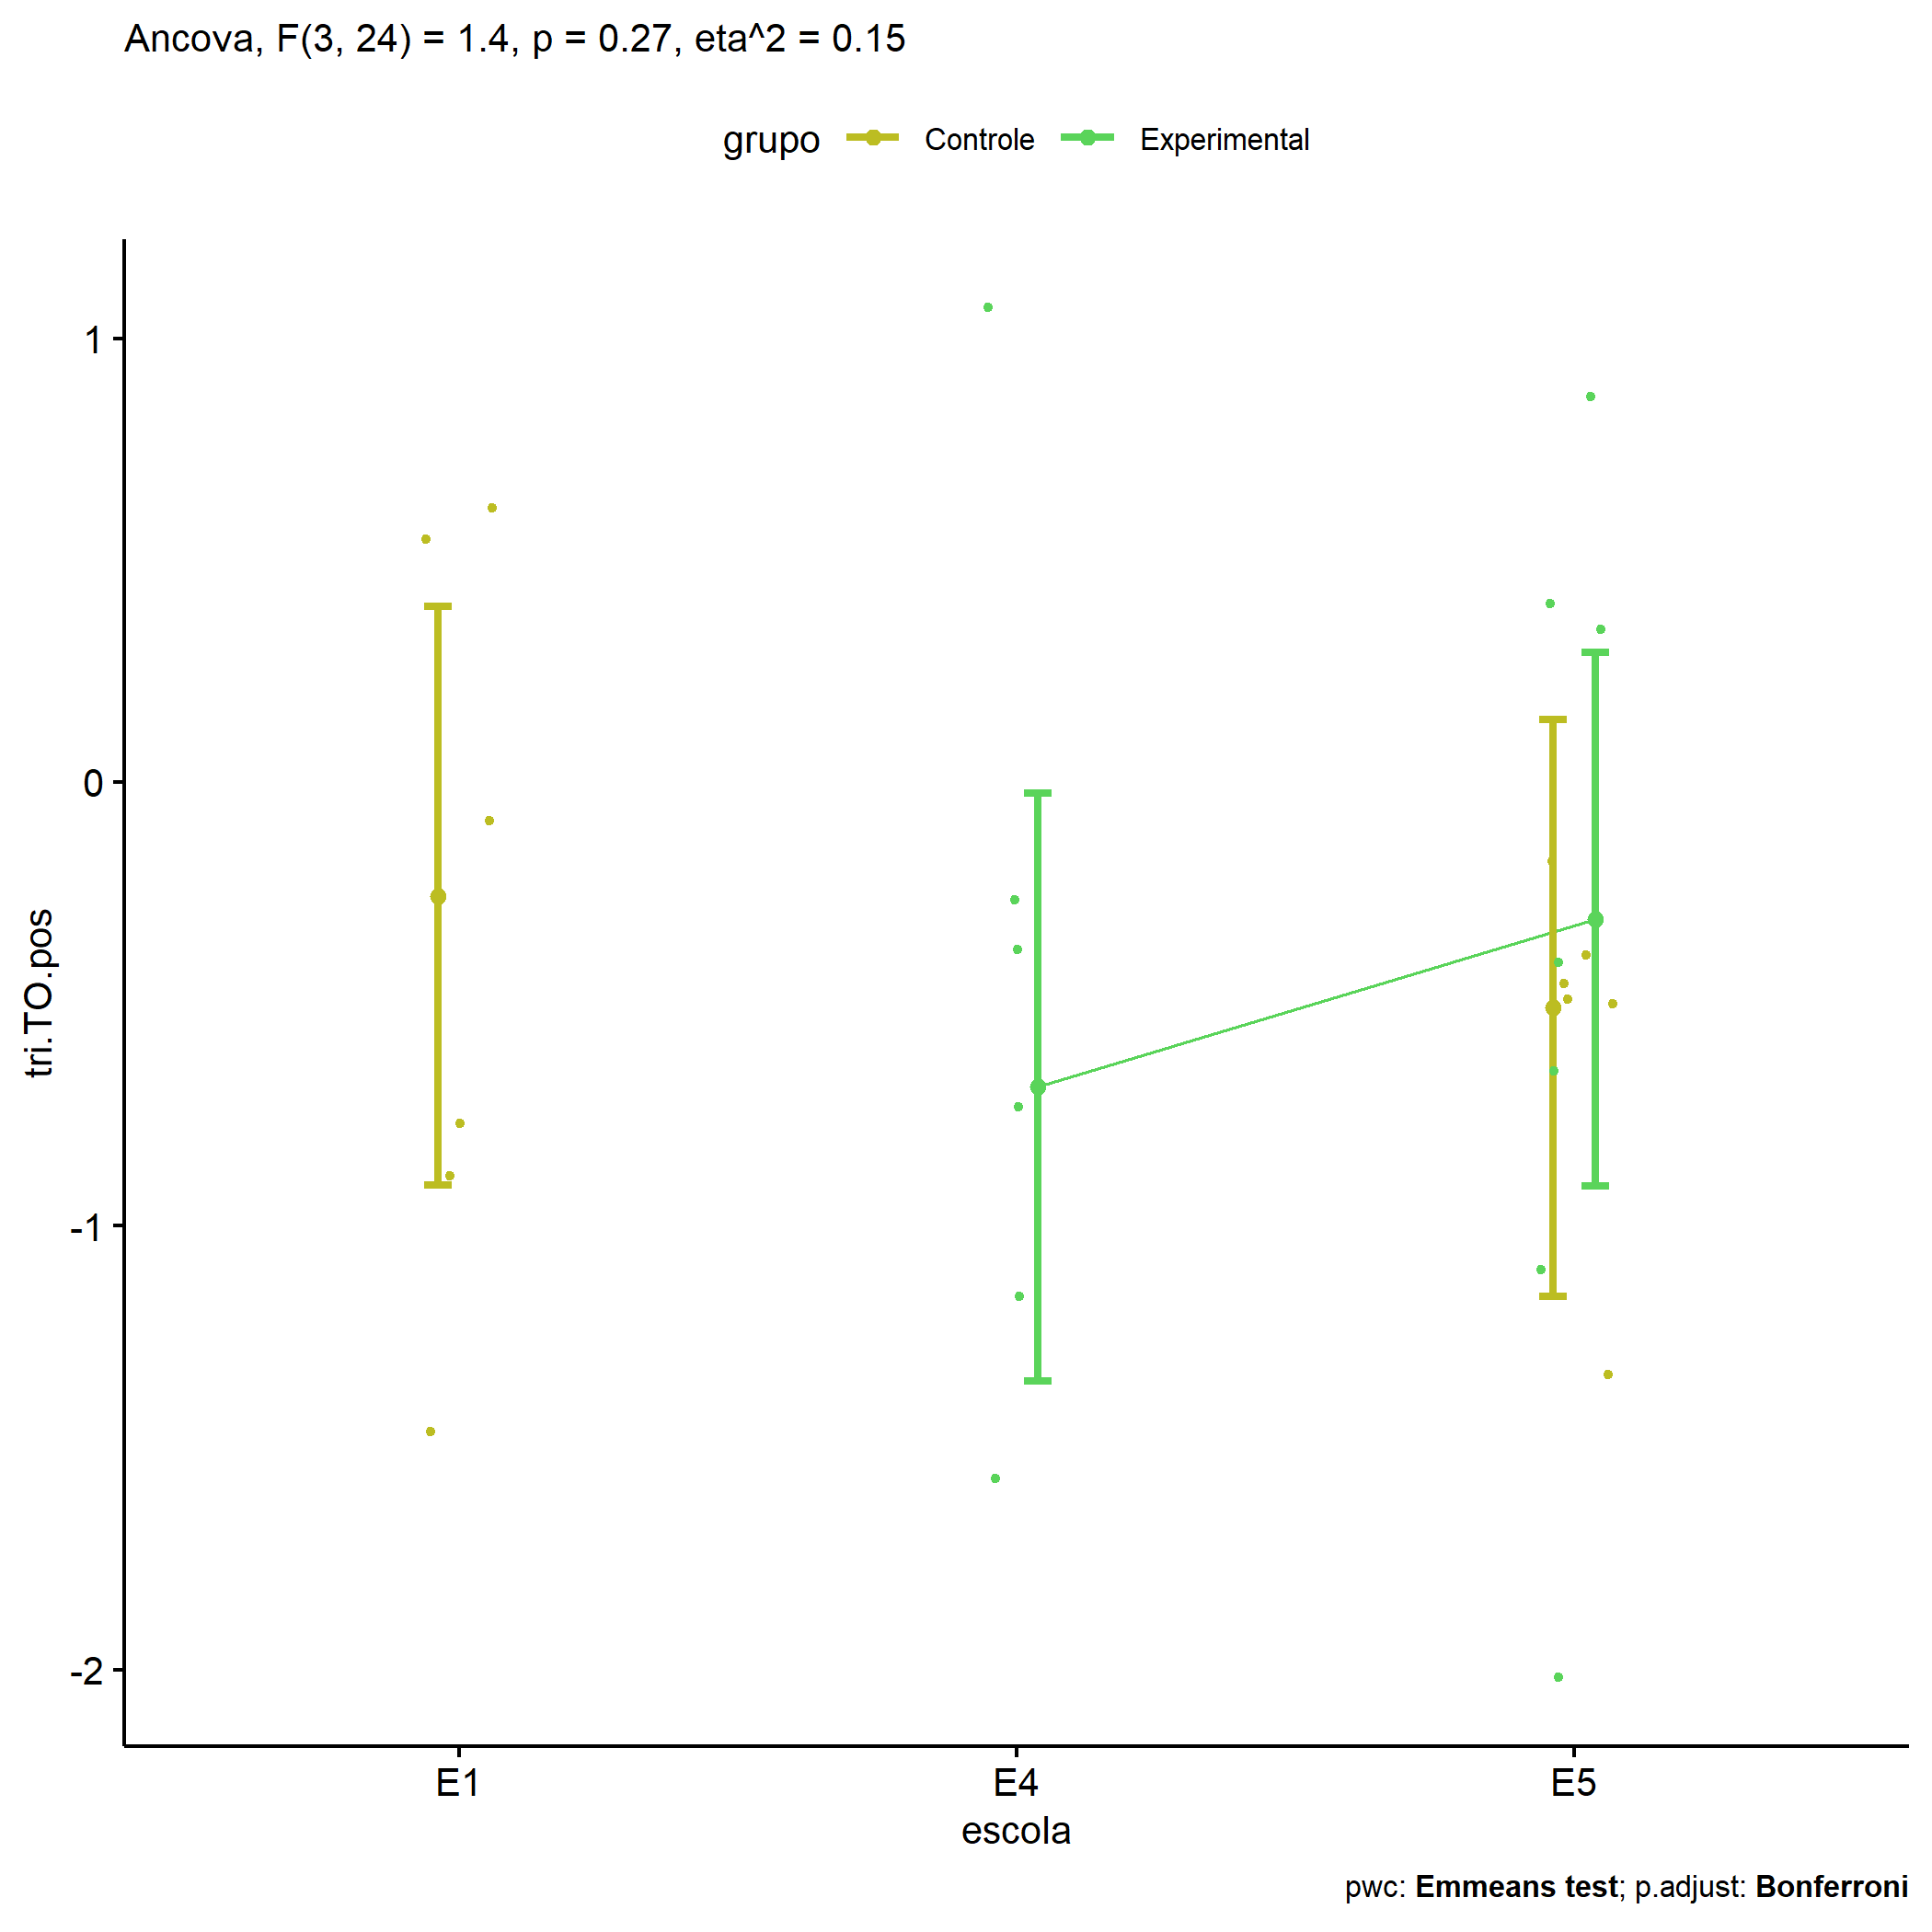 Ancova, F(3, 24) = 1.4, p = 0.27, eta^2 = 0.15
grupo Controle Experimental
1
0
-1
-2
tri.TO.pos
E1 E4 E5
escola
pwc: Emmeans test; p.adjust: Bonferroni